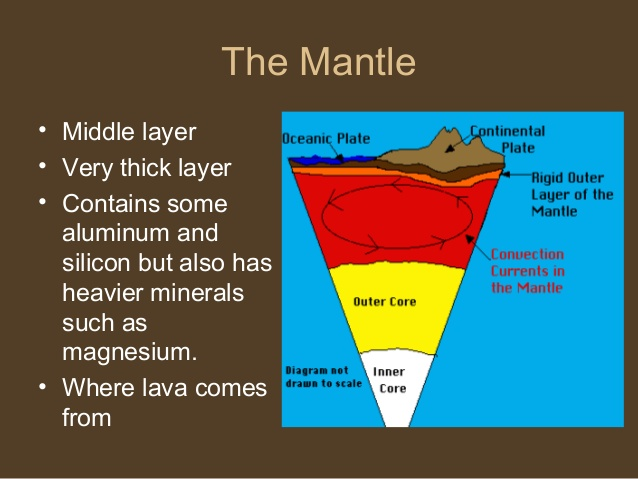 The Mantle
• Middle layer
• Very thick layer
• Contains some
aluminum and
silicon but also has
heavier minerals
such as
magnesium.
• Where lava comes
from
Oceanic Plate
Continental
Plate
Rigid Outer
Layer of the
Mantle
Convection
Currents in
the Mantle
Outer Core
Diagram not
drawn to scale
Inner
Core